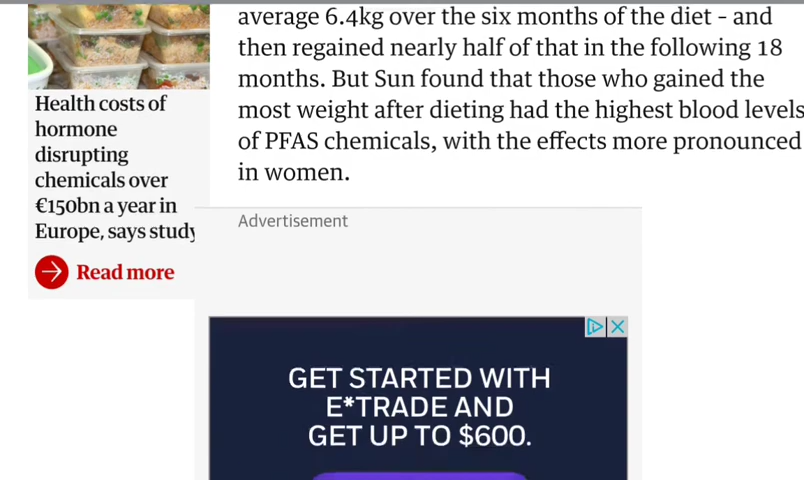 average 6.4kg over the six months of the diet – and
then regained nearly half of that in the following 18
months. But Sun found that those who gained the
most weight after dieting had the highest blood levels
of PFAS chemicals, with the effects more pronounced
in women.
Health costs of
hormone
disrupting
chemicals over
€150bn a year in
Europe, says study
Read more
Advertisement
GET STARTED WITH
E*TRADE AND
GET UP TO $600.